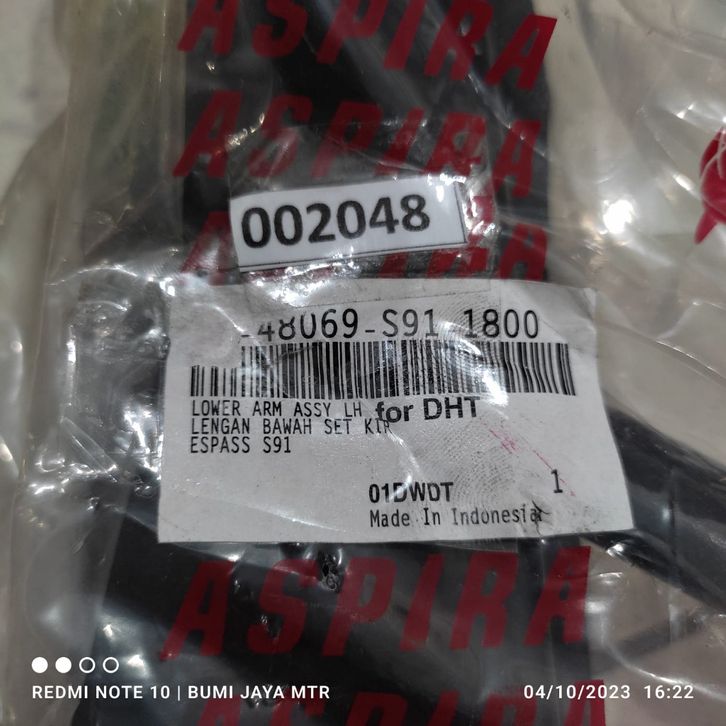 ASPIRA
ASPIRA
002048
48069-S91 1800
LOWER ARM ASSY LH for DHT
LENGAN BAWAH SET KIR
ESPASS S91
01DWDT 1
Made In Indonesia
ASPIRA
ASPIRA
REDMI NOTE 10 | BUMI JAYA MTR 04/10/2023 16:22